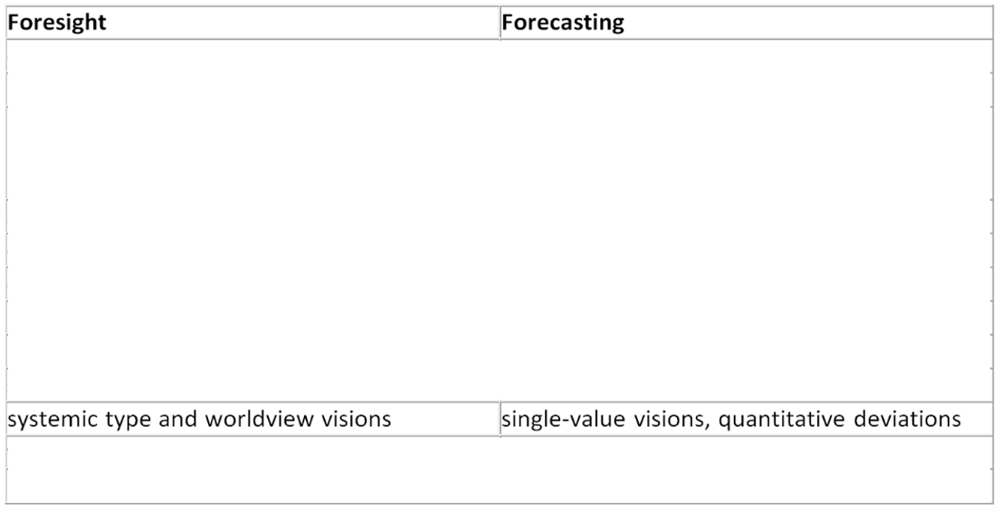 Foresight Forecasting
systemic type and worldview visions single-value visions, quantitative deviations